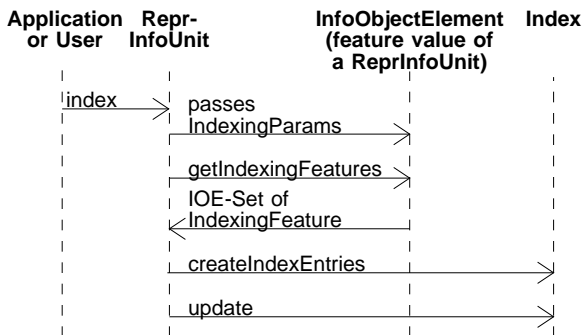 Application Repr- InfoObjectElement Index
or User InfoUnit (feature value of
a ReprInfoUnit)
index passes
IndexingParams
getIndexingFeatures
IOE-Set of
IndexingFeature
createIndexEntries
update